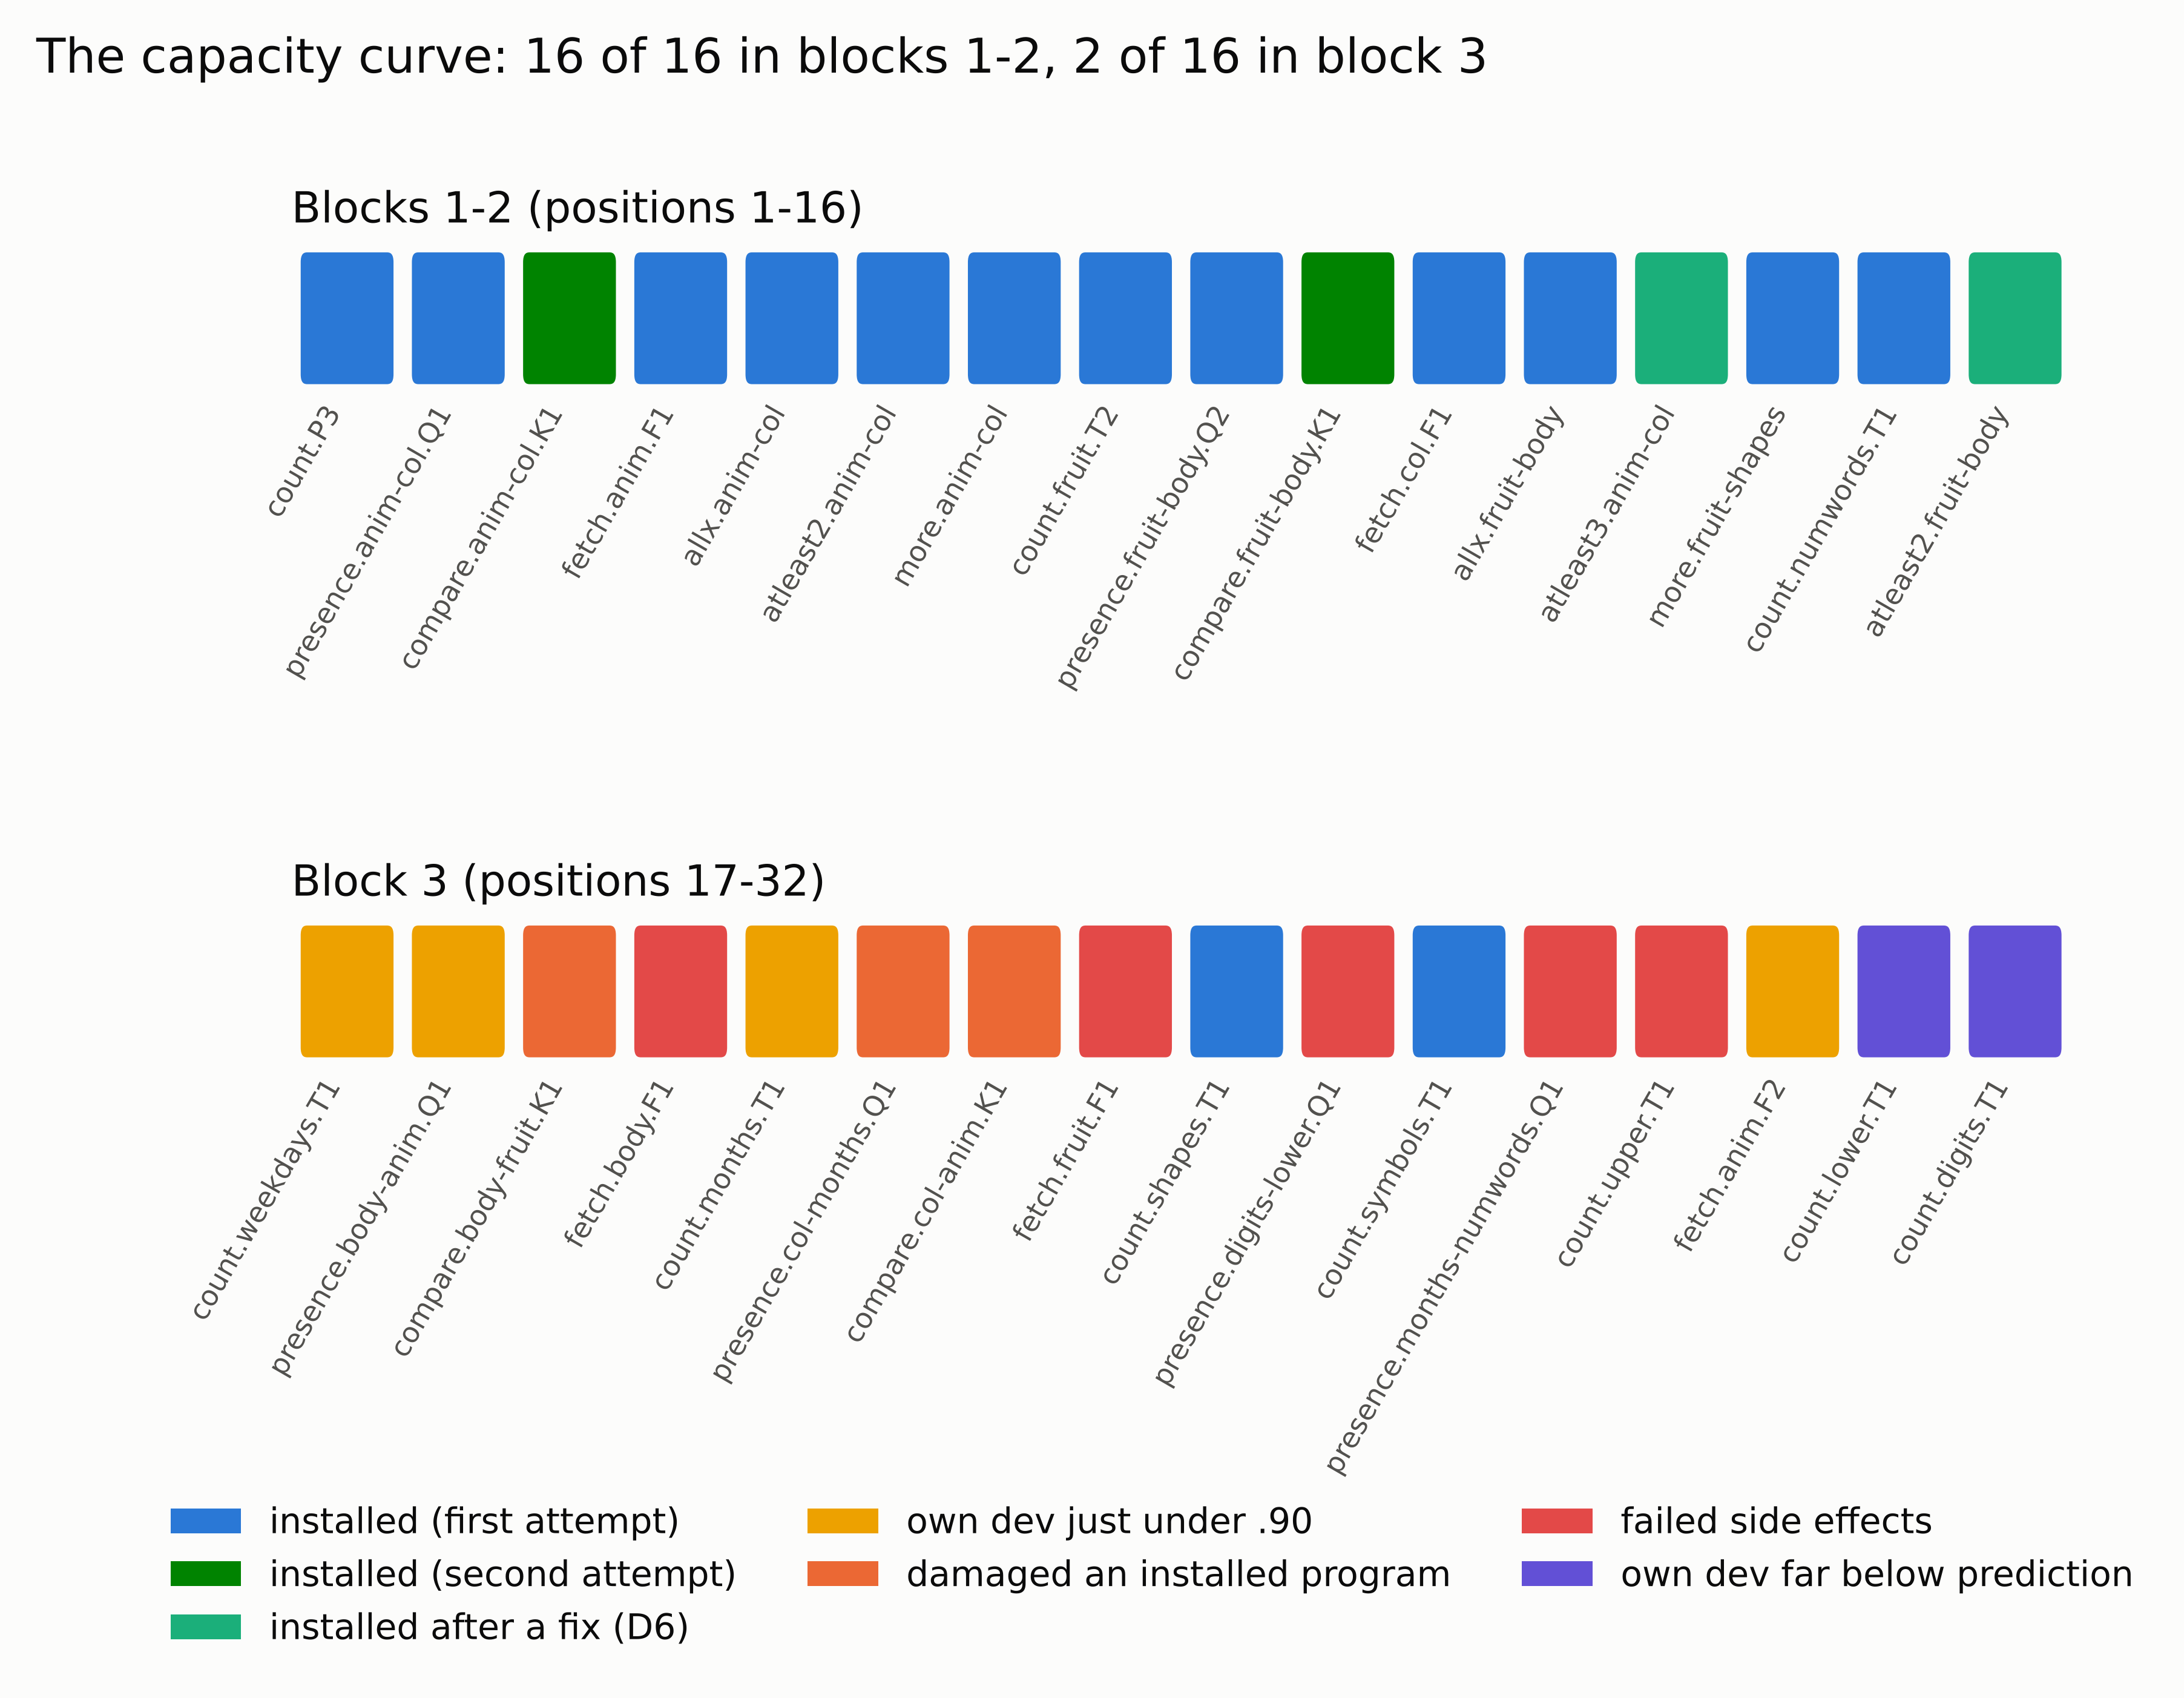 The capacity curve: 16 of 16 in blocks 1-2, 2 of 16 in block 3
Blocks 1-2 (positions 1-16)
count.P3
presence.anim-col.Q1
compare.anim-col.K1
fetch.anim.F1
allx.anim-col
atleast2.anim-col
more.anim-col
count.fruit.T2
presence.fruit-body.Q2
compare.fruit-body.K1
fetch.col.F1
allx.fruit-body
atleast3.anim-col
more.fruit-shapes
count.numwords.T1
atleast2.fruit-body
Block 3 (positions 17-32)
count.weekdays.T1
presence.body-anim.Q1
compare.body-fruit.K1
fetch.body.F1
count.months.T1
presence.col-months.Q1
compare.col-anim.K1
fetch.fruit.F1
count.shapes.T1
presence.digits-lower.Q1
count.symbols.T1
presence.months-numwords.Q1
count.upper.T1
fetch.anim.F2
count.lower.T1
count.digits.T1
installed (first attempt)
installed (second attempt)
installed after a fix (D6)
own dev just under .90
damaged an installed program
failed side effects
own dev far below prediction